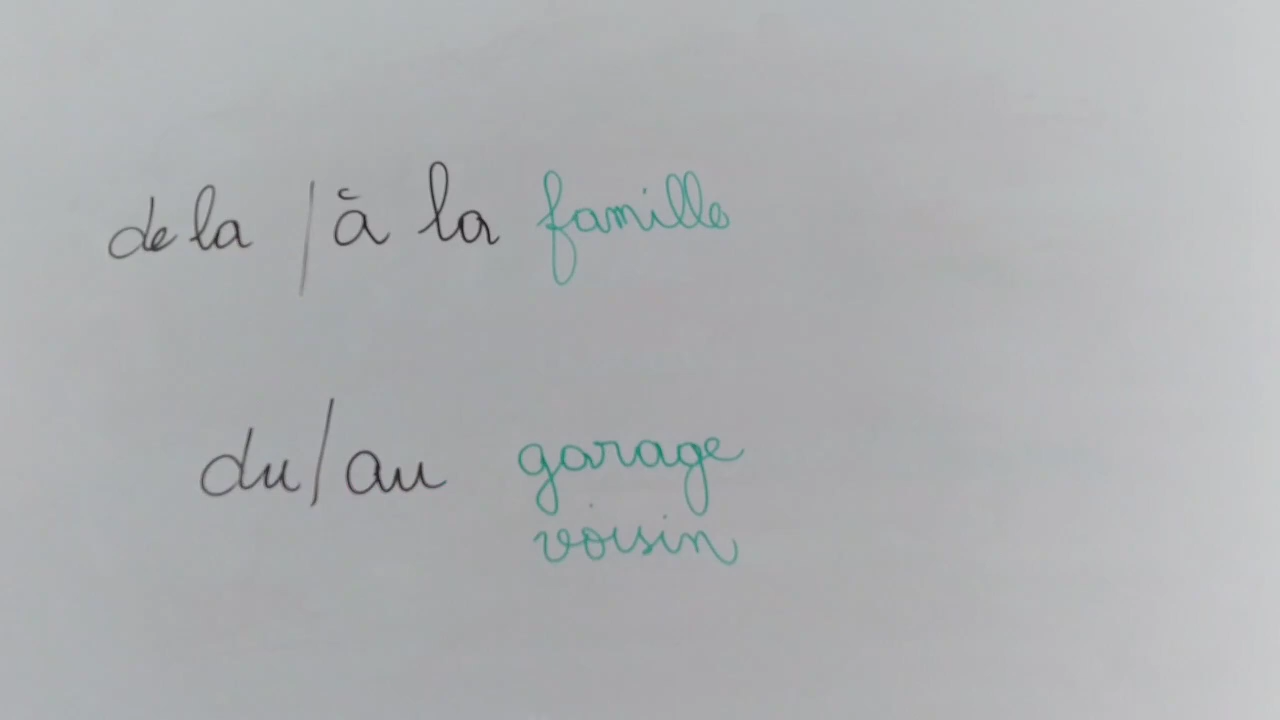 de la / à la famille
du/au garage
voisin